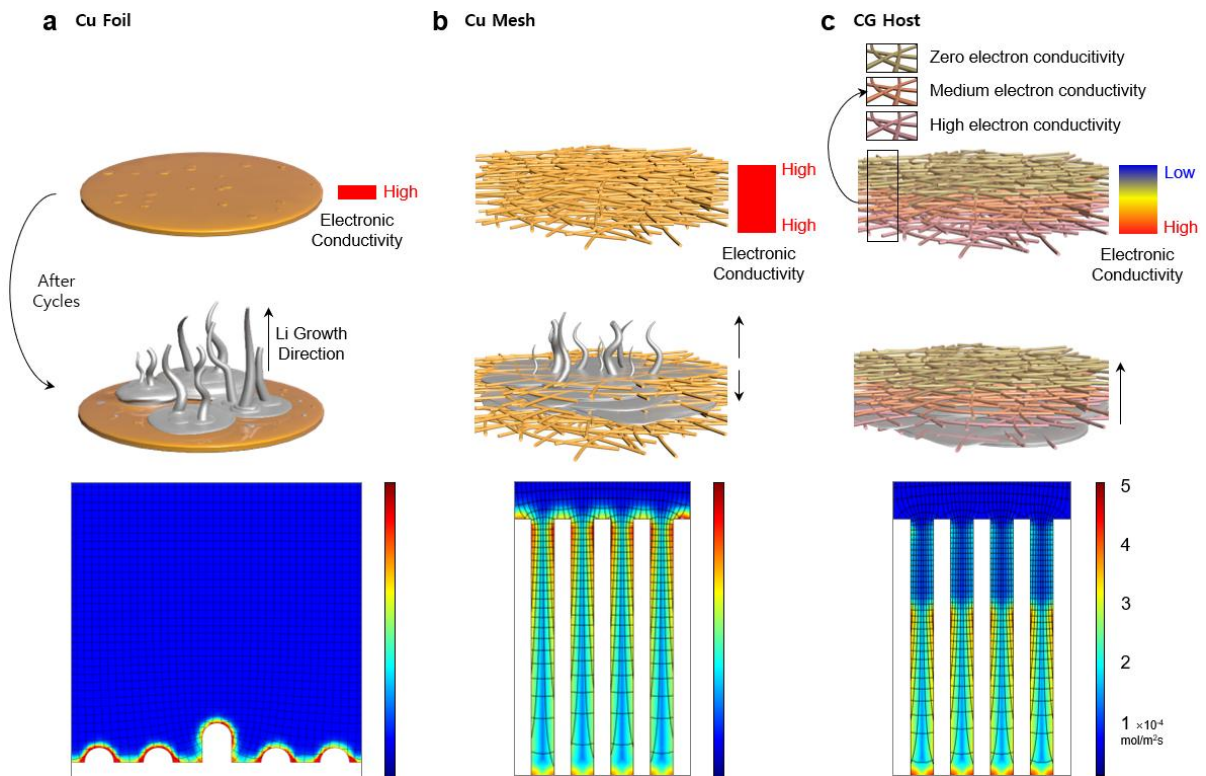 a Cu Foil
High
Electronic
Conductivity
After
Cycles
Li Growth
Direction
b Cu Mesh
High
High
Electronic
Conductivity
c CG Host
Zero electron conducitivity
Medium electron conductivity
High electron conductivity
Low
High
Electronic
Conductivity
5
4
3
2
1 ×10⁻⁴
mol/m²s